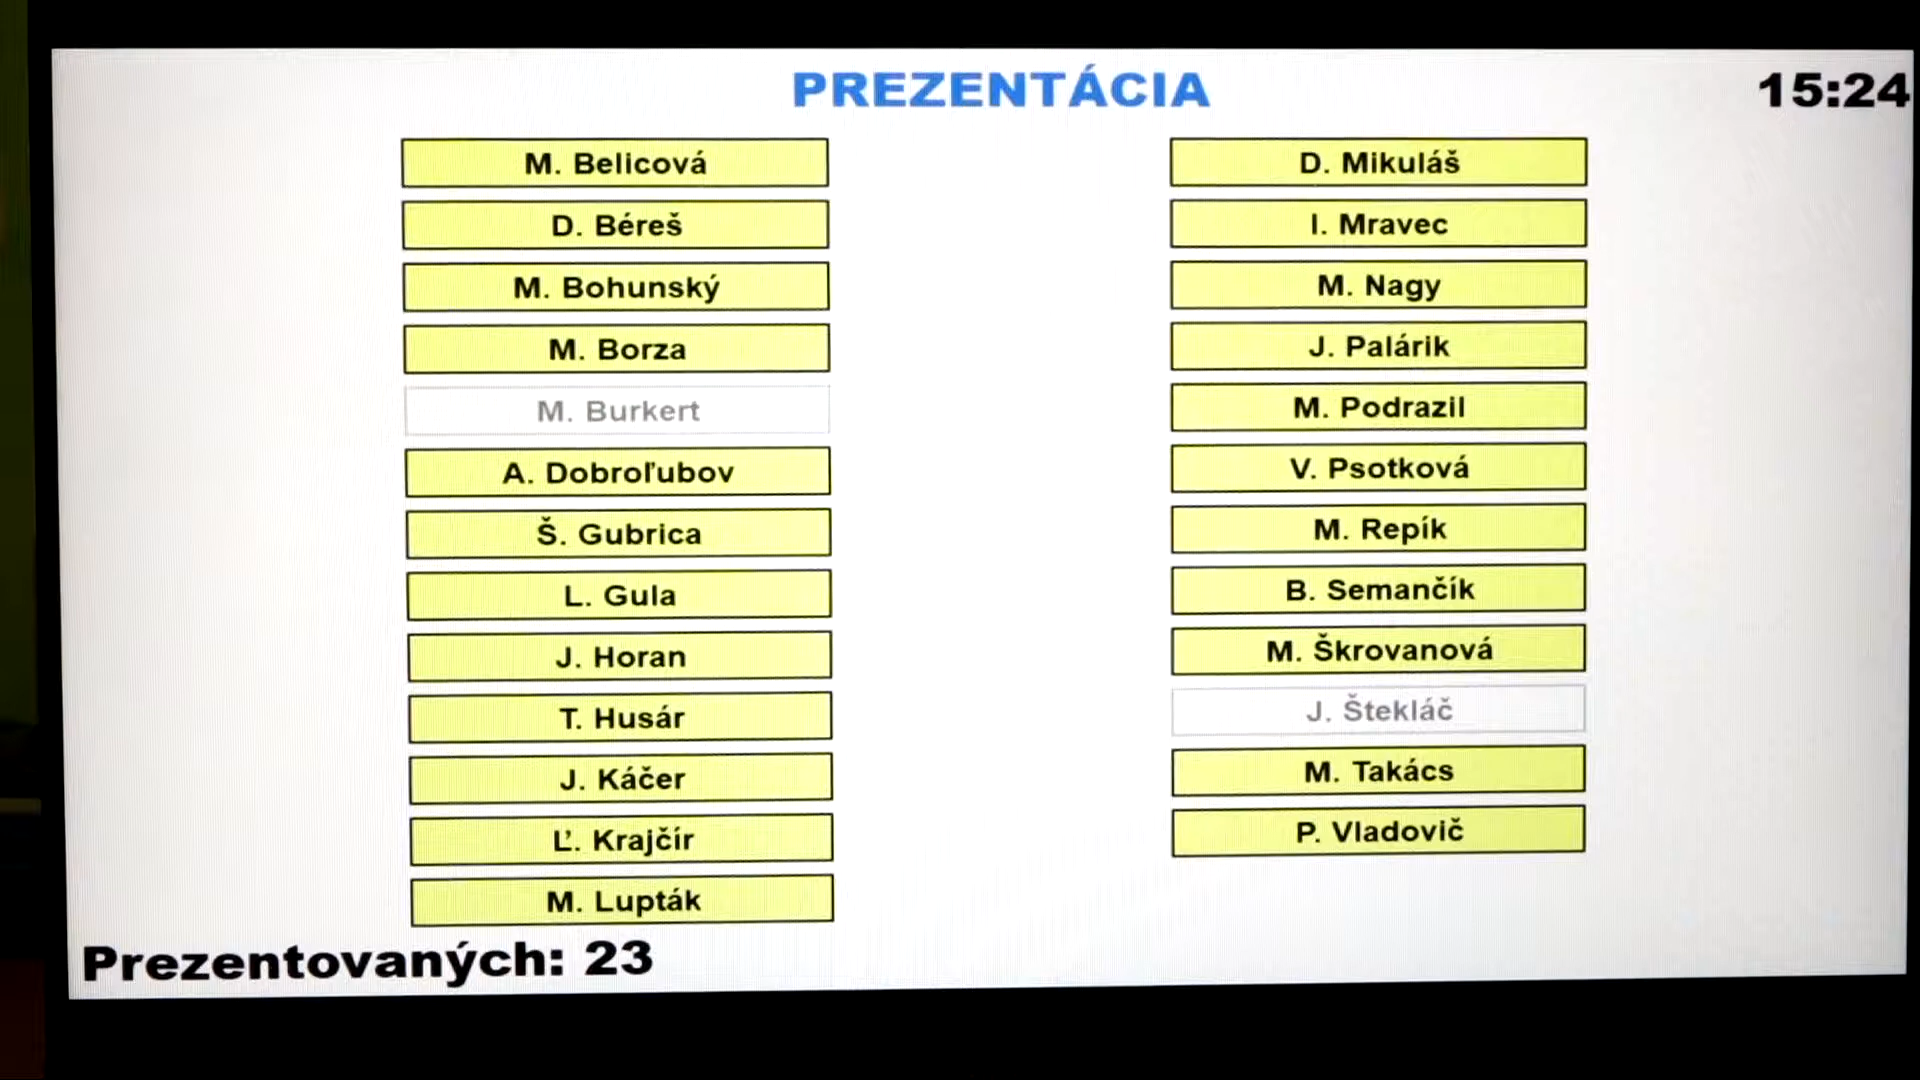 PREZENTÁCIA
15:24
M. Belicová
D. Béreš
M. Bohunský
M. Borza
M. Burkert
A. Dobroľubov
Š. Gubrica
L. Gula
J. Horan
T. Husár
J. Káčer
Ľ. Krajčír
M. Lupták
D. Mikuláš
I. Mravec
M. Nagy
J. Palárik
M. Podrazil
V. Psotková
M. Repík
B. Semančík
M. Škrovanová
J. Štekláč
M. Takács
P. Vladovič
Prezentovaných: 23